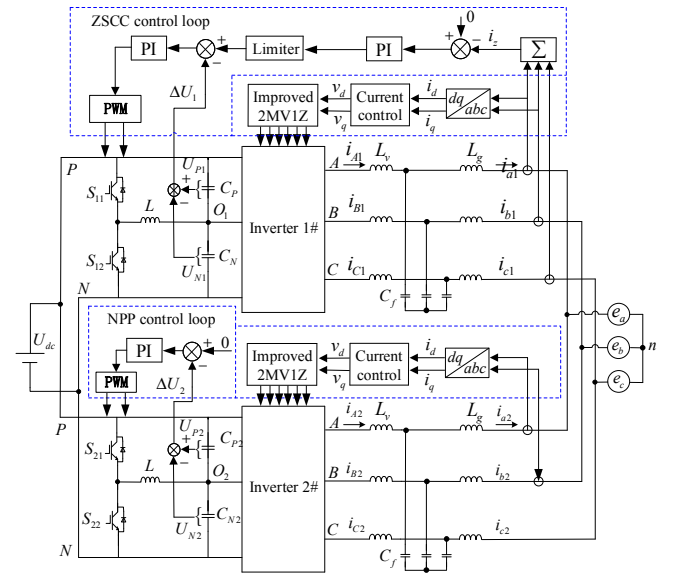 ZSCC control loop
0
PI
+
−
Limiter
PI
+
−
i_z
Σ
ΔU_1
PWM
Improved
2MV1Z
v_d
v_q
Current
control
i_d
i_q
dq
abc
P
U_P1
S_11
+
−
C_P
L
O_1
S_12
U_N1
C_N
N
Inverter 1#
A
i_A1
L_v
L_g
i_a1
B
i_B1
i_b1
C
i_C1
C_f
i_c1
U_dc
NPP control loop
PI
+
−
0
ΔU_2
PWM
Improved
2MV1Z
v_d
v_q
Current
control
i_d
i_q
dq
abc
e_a
e_b
e_c
n
P
U_P2
S_21
+
−
C_P2
L
O_2
S_22
U_N2
C_N2
N
Inverter 2#
A
i_A2
L_v
L_g
i_a2
B
i_B2
i_b2
C
i_C2
C_f
i_c2